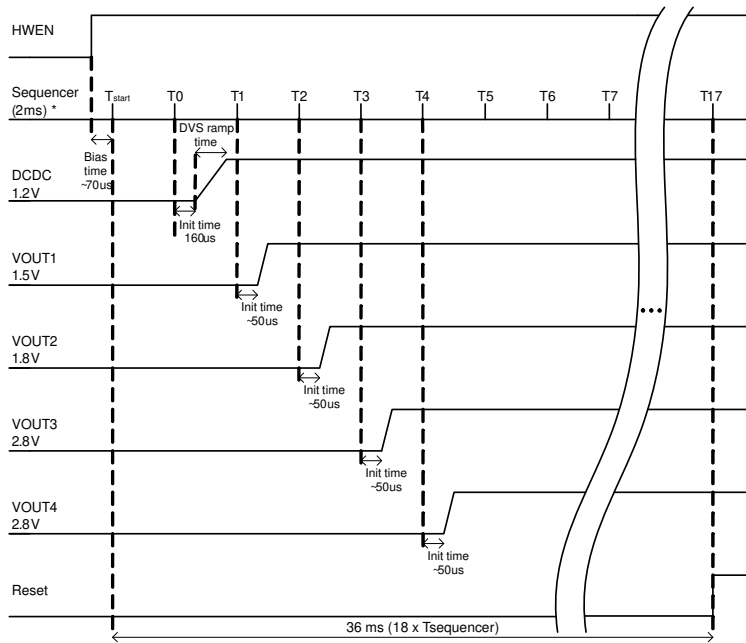 HWEN
Sequencer
(2ms) *
Tstart T0 T1 T2 T3 T4 T5 T6 T7 T17
DVS ramp
time
Bias
time
~70us
DCDC
1.2V
Init time
160us
VOUT1
1.5V
Init time
~50us
VOUT2
1.8V
Init time
~50us
VOUT3
2.8V
Init time
~50us
VOUT4
2.8V
Init time
~50us
Reset
36 ms (18 x Tsequencer)